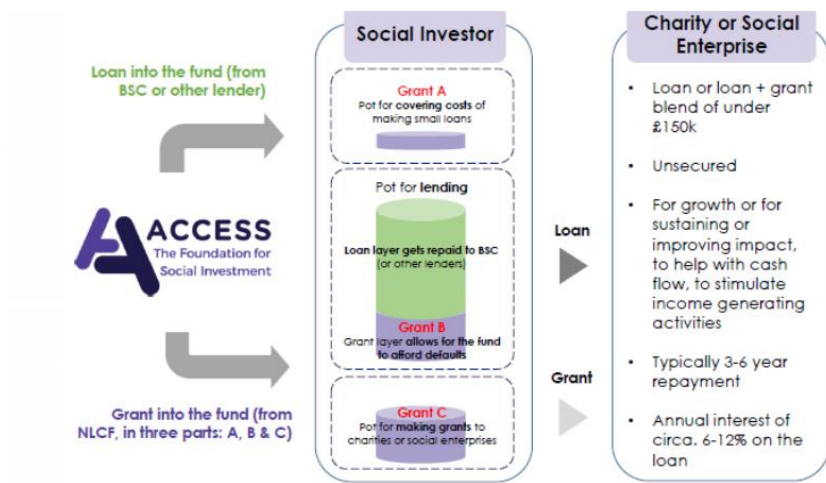 Loan into the fund (from
BSC or other lender)
ACCESS
The Foundation for
Social Investment
Grant into the fund (from
NLCF, in three parts: A, B & C)
Social Investor
Grant A
Pot for covering costs of
making small loans
Pot for lending
Loan layer gets repaid to BSC
(or other lenders)
Grant B
Grant layer allows for the fund
to afford defaults
Grant C
Pot for making grants to
charities or social enterprises
Loan
Grant
Charity or Social
Enterprise
• Loan or loan + grant
blend of under
£150k
• Unsecured
• For growth or for
sustaining or
improving impact,
to help with cash
flow, to stimulate
income generating
activities
• Typically 3-6 year
repayment
• Annual interest of
circa. 6-12% on the
loan